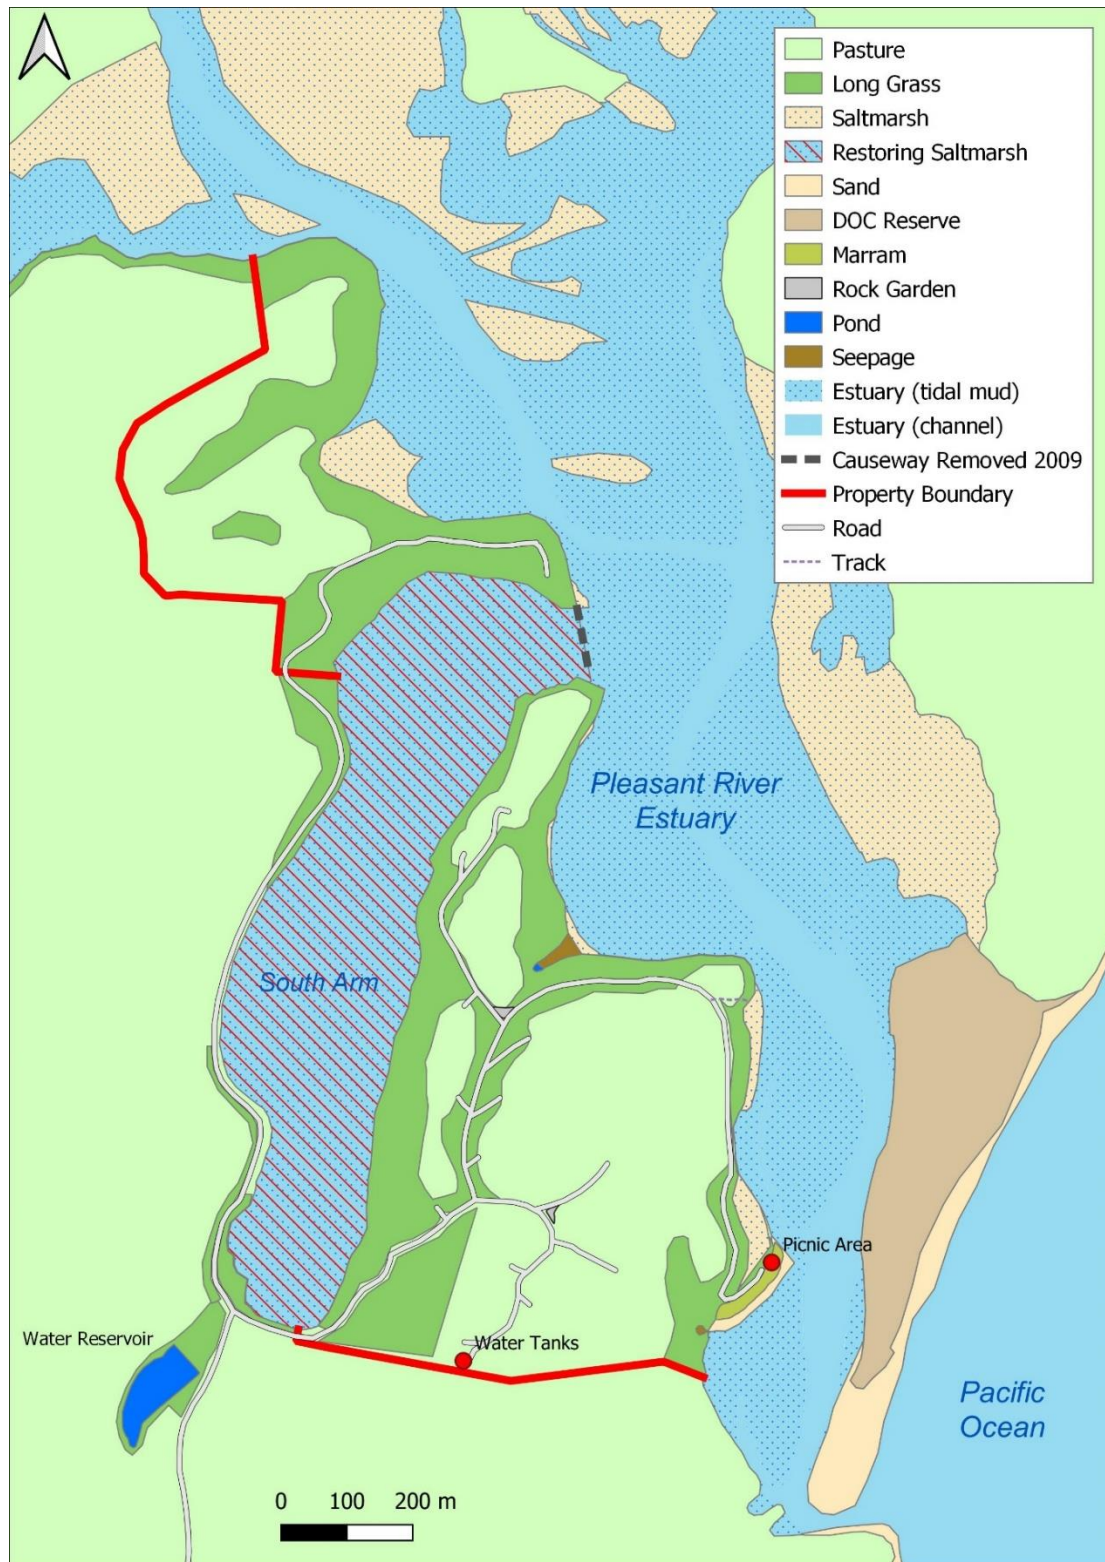 Pasture
Long Grass
Saltmarsh
Restoring Saltmarsh
Sand
DOC Reserve
Marram
Rock Garden
Pond
Seepage
Estuary (tidal mud)
Estuary (channel)
Causeway Removed 2009
Property Boundary
Road
Track
Pleasant River
Estuary
South Arm
Picnic Area
Water Reservoir
Water Tanks
Pacific
Ocean
0 100 200 m